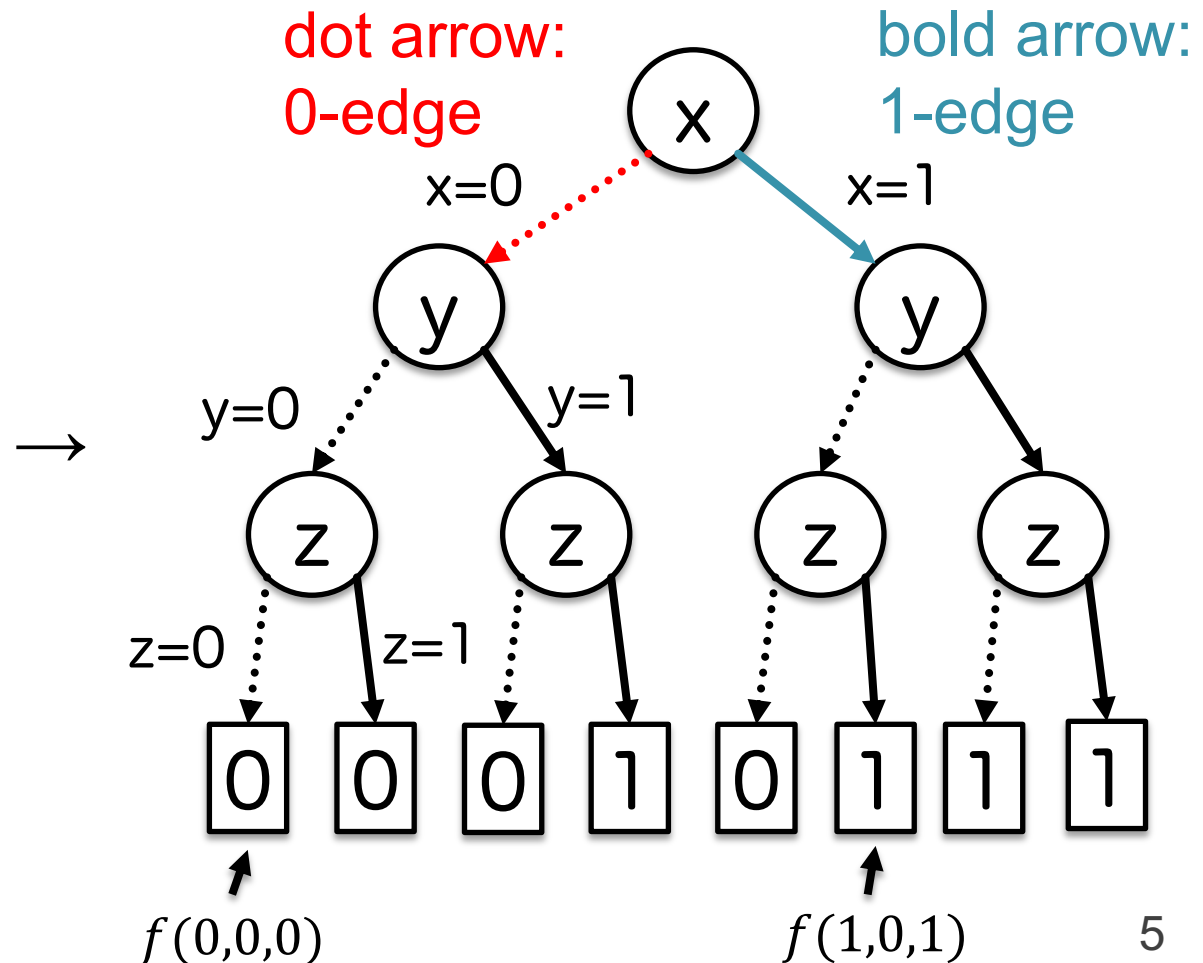 dot arrow:
0-edge
bold arrow:
1-edge
x
x=0
x=1
y
y
y=0
y=1
→
z
z
z
z
z=0
z=1
0
0
0
1
0
1
1
1
f(0,0,0)
f(1,0,1)
5